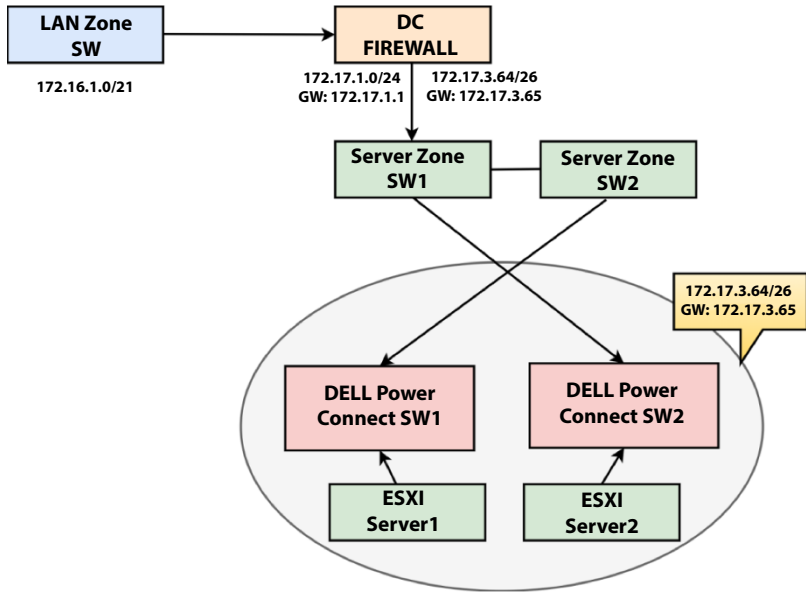 LAN Zone
SW
172.16.1.0/21
DC
FIREWALL
172.17.1.0/24
GW: 172.17.1.1
172.17.3.64/26
GW: 172.17.3.65
Server Zone
SW1
Server Zone
SW2
172.17.3.64/26
GW: 172.17.3.65
DELL Power
Connect SW1
DELL Power
Connect SW2
ESXI
Server1
ESXI
Server2